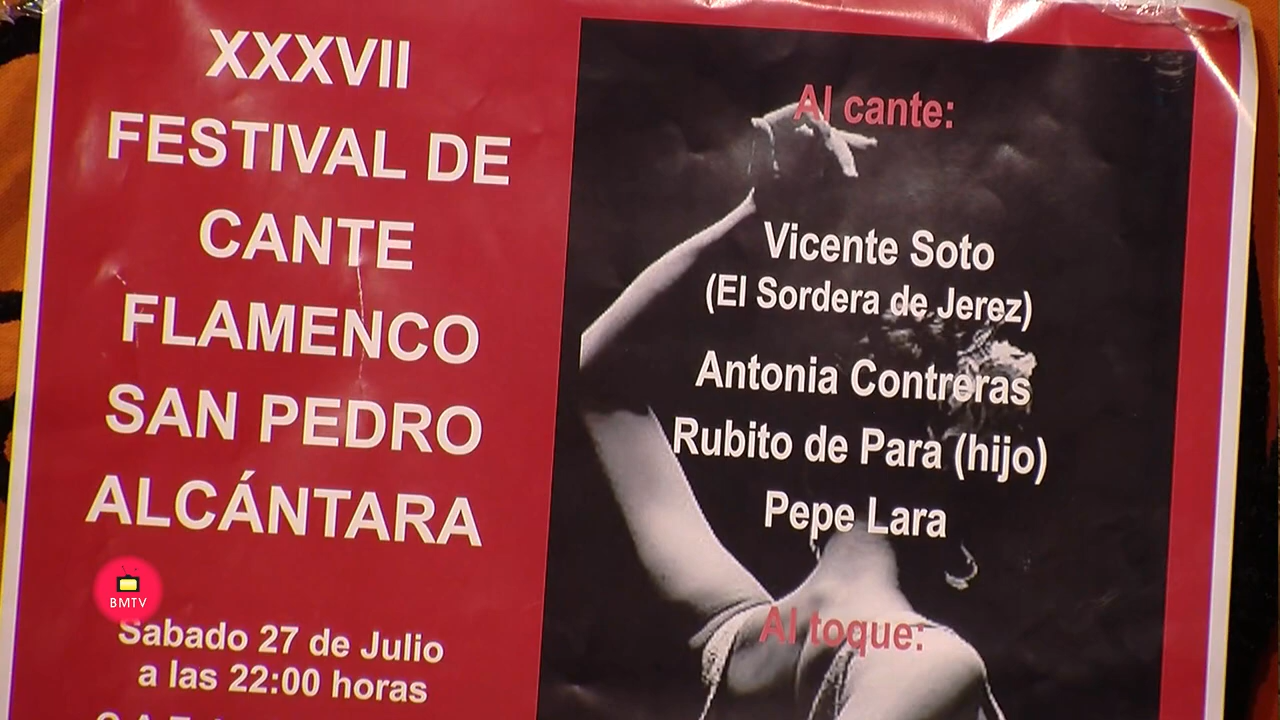 XXXVII
FESTIVAL DE
CANTE
FLAMENCO
SAN PEDRO
ALCÁNTARA
Sabado 27 de Julio
a las 22:00 horas
Al cante:
Vicente Soto
(El Sordera de Jerez)
Antonia Contreras
Rubito de Para (hijo)
Pepe Lara
Al toque:
BMTV